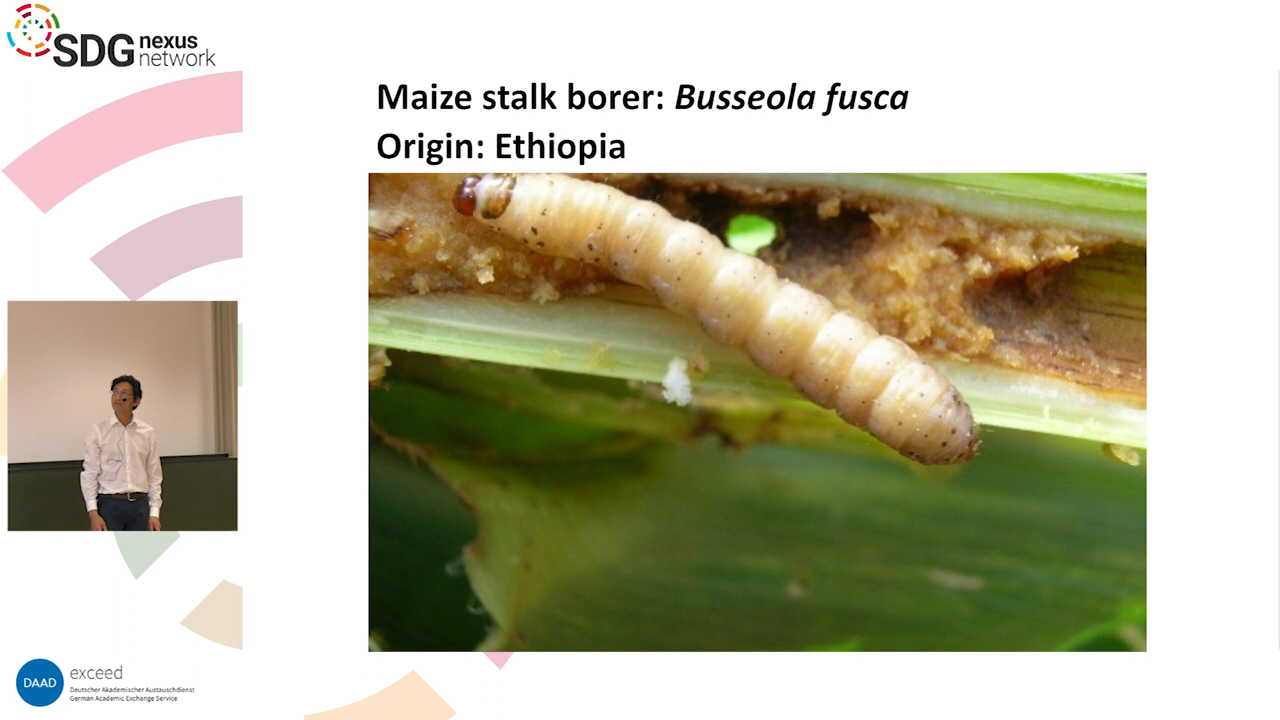 SDG nexus
network
Maize stalk borer: Busseola fusca
Origin: Ethiopia
DAAD
exceed
Deutscher Akademischer Austauschdienst
German Academic Exchange Service